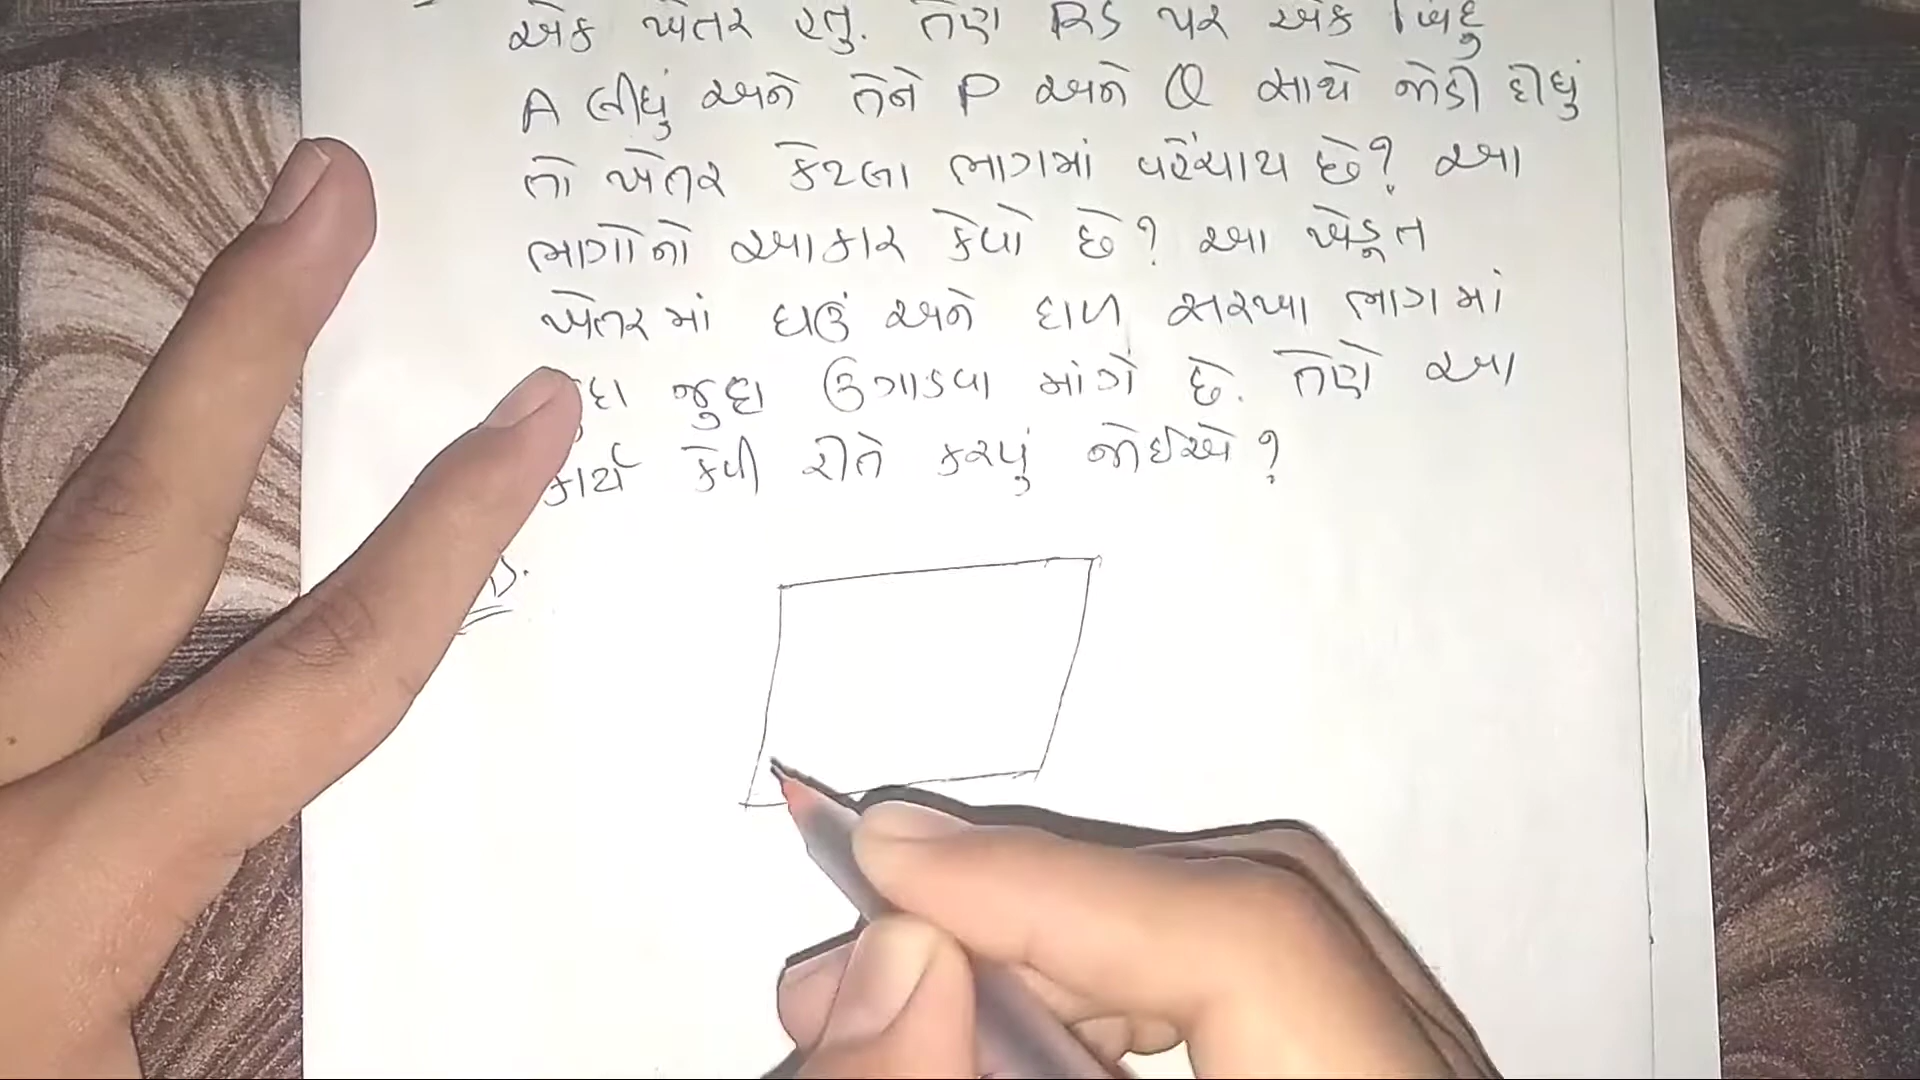 એક ખેતર હતુ. તેણે RS પર એક બિંદુ
A લીધું અને તેને P અને Q સાથે જોડી દીધું
તો ખેતર કેટલા ભાગમાં વહેંચાય છે? આ
ભાગોનો આકાર કેવો છે? આ ખેડૂત
ખેતરમાં ઘઉં અને દાળ સરખા ભાગમાં
જુદા ઉગાડવા માંગે છે. તેણે આ
કાર્ય કેવી રીતે કરવું જોઈએ?